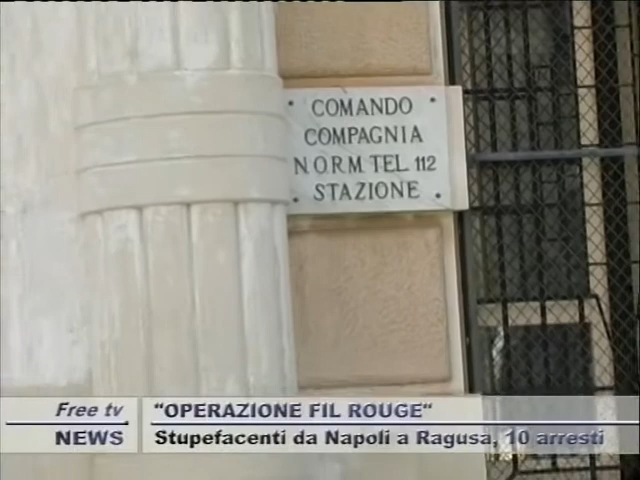 COMANDO
COMPAGNIA
N.O.R.M. TEL. 112
STAZIONE
Free tv
NEWS
"OPERAZIONE FIL ROUGE"
Stupefacenti da Napoli a Ragusa, 10 arresti